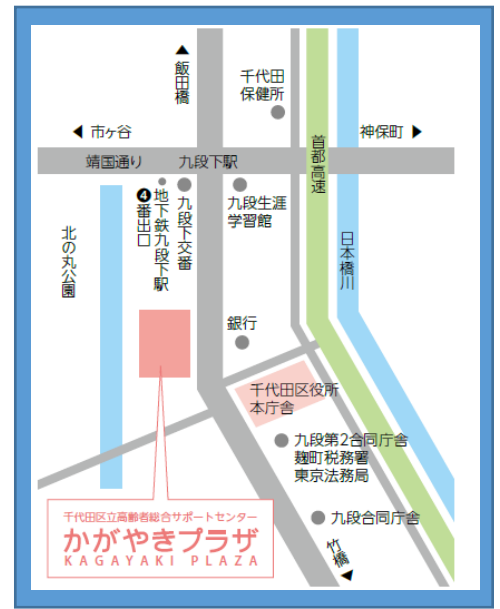 ▲
飯田橋
千代田
保健所
◀ 市ヶ谷
神保町 ▶
首都高速
靖国通り
九段下駅
❹番出口
地下鉄九段下駅
九段下交番
九段生涯
学習館
北の丸公園
日本橋川
銀行
千代田区役所
本庁舎
九段第2合同庁舎
麹町税務署
東京法務局
千代田区立高齢者総合サポートセンター
かがやきプラザ
KAGAYAKI PLAZA
九段合同庁舎
竹橋
▼